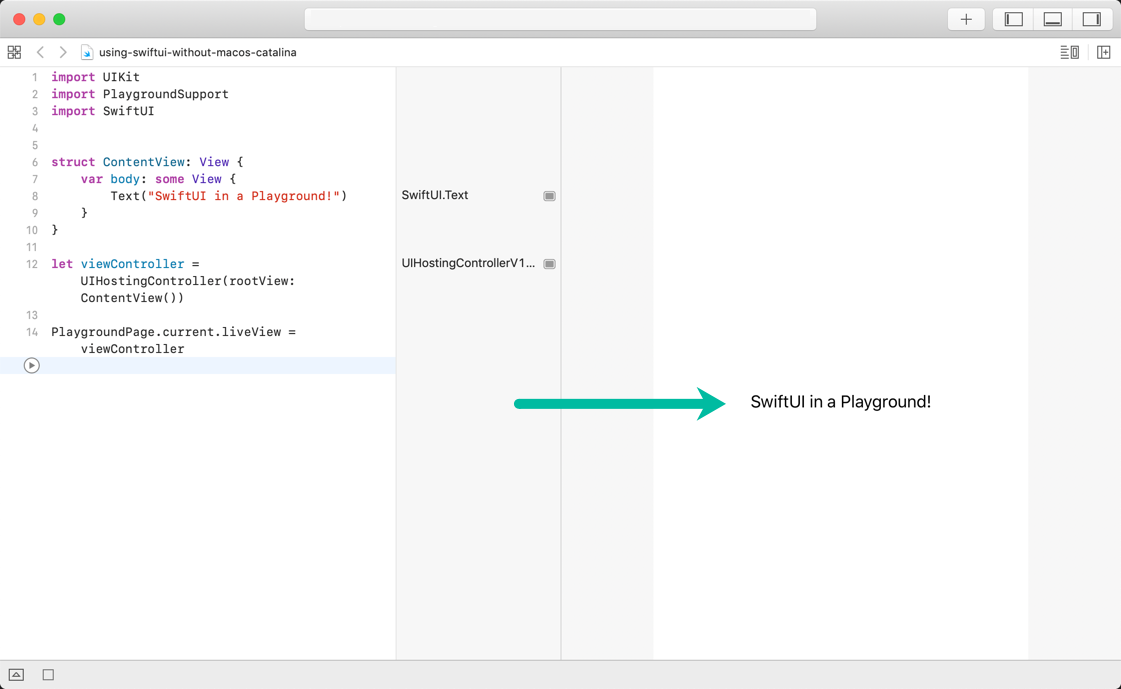 using-swiftui-without-macos-catalina
1 import UIKit
2 import PlaygroundSupport
3 import SwiftUI
4
5
6 struct ContentView: View {
7 var body: some View {
8 Text("SwiftUI in a Playground!")
9 }
10 }
11
12 let viewController =
UIHostingController(rootView:
ContentView())
13
14 PlaygroundPage.current.liveView =
viewController
SwiftUI.Text
UIHostingControllerV1...
SwiftUI in a Playground!